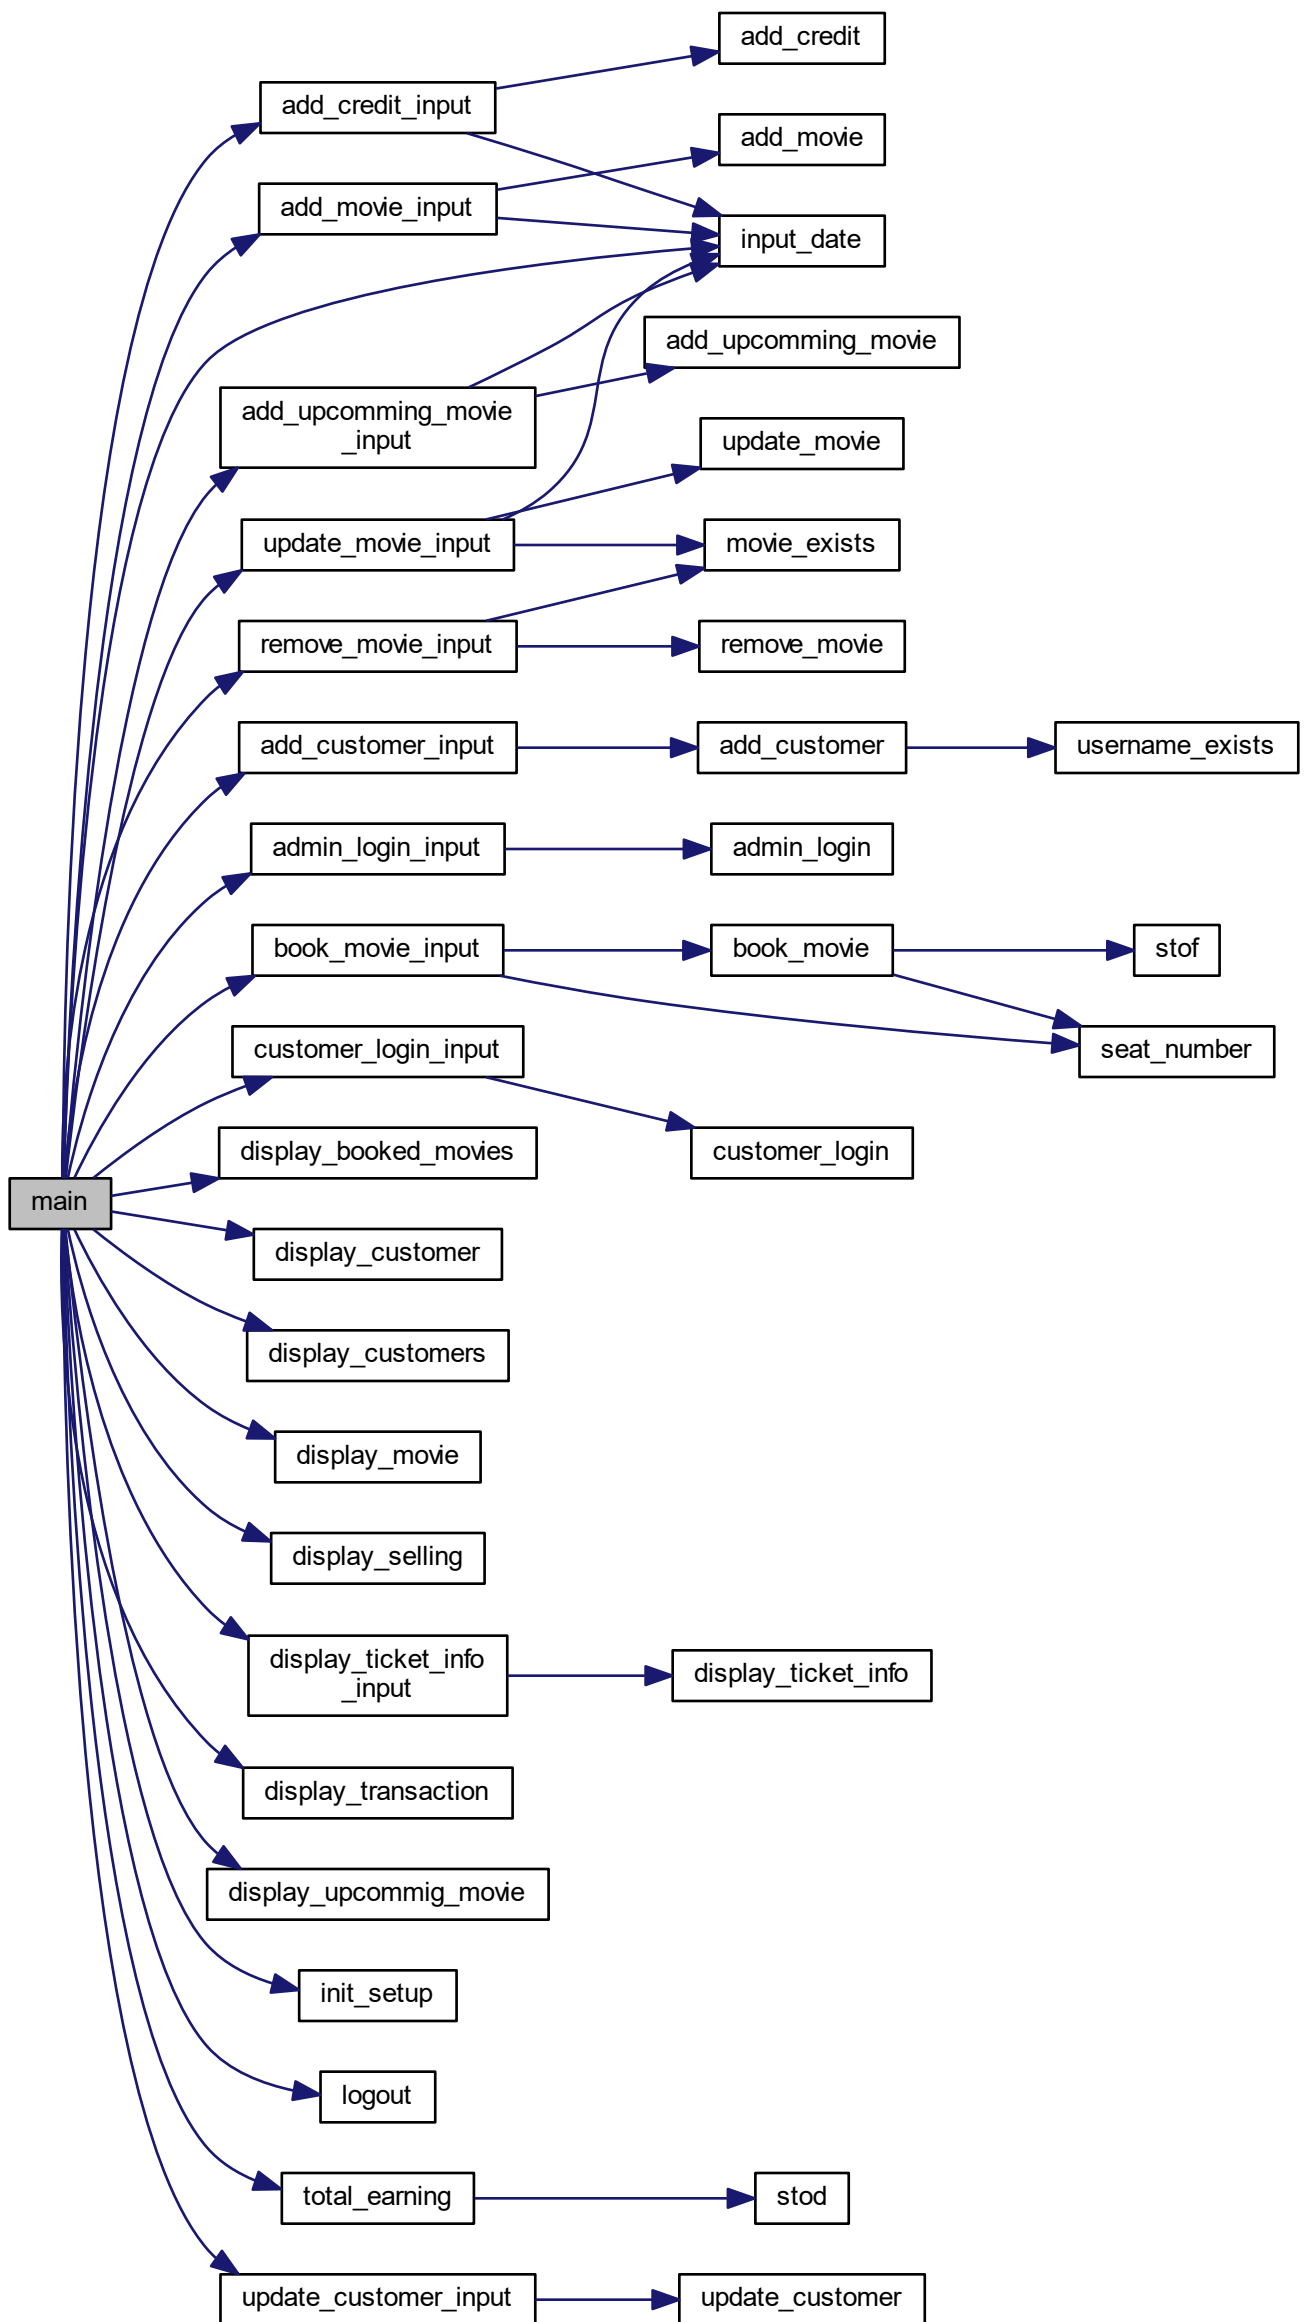 add_credit
add_credit_input
add_movie
add_movie_input
input_date
add_upcomming_movie
add_upcomming_movie
_input
update_movie
update_movie_input
movie_exists
remove_movie_input
remove_movie
add_customer_input
add_customer
username_exists
admin_login_input
admin_login
book_movie_input
book_movie
stof
customer_login_input
seat_number
display_booked_movies
customer_login
main
display_customer
display_customers
display_movie
display_selling
display_ticket_info
_input
display_ticket_info
display_transaction
display_upcommig_movie
init_setup
logout
total_earning
stod
update_customer_input
update_customer